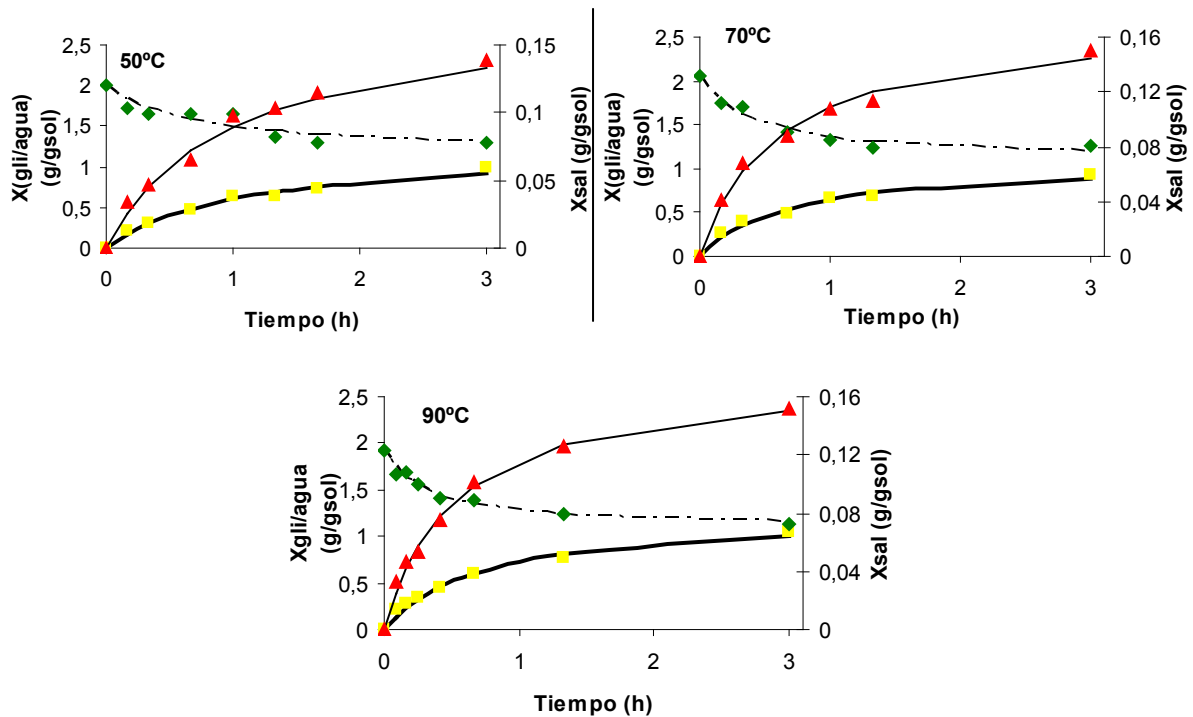 50ºC
2,5
2
1,5
1
0,5
0
0,15
0,1
0,05
0
0
1
2
3
X(gli/agua)
(g/gsol)
Xsal (g/gsol)
Tiempo (h)
70ºC
2,5
2
1,5
1
0,5
0
0,16
0,12
0,08
0,04
0
0
1
2
3
X(gli/agua)
(g/gsol)
Xsal (g/gsol)
Tiempo (h)
90ºC
2,5
2
1,5
1
0,5
0
0,16
0,12
0,08
0,04
0
0
1
2
3
Xgli/agua
(g/gsol)
Xsal (g/gsol)
Tiempo (h)